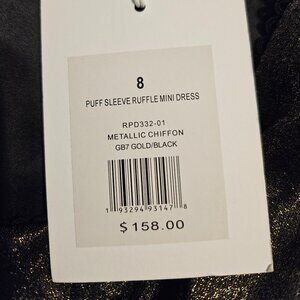 8
PUFF SLEEVE RUFFLE MINI DRESS
RPD332-01
METALLIC CHIFFON
GB7 GOLD/BLACK
1 93294 93147 8
$158.00